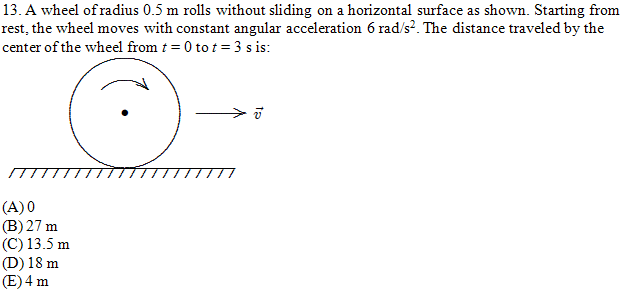 13. A wheel of radius 0.5 m rolls without sliding on a horizontal surface as shown. Starting from
rest, the wheel moves with constant angular acceleration 6 rad/s². The distance traveled by the
center of the wheel from t = 0 to t = 3 s is:
v⃗
(A) 0
(B) 27 m
(C) 13.5 m
(D) 18 m
(E) 4 m